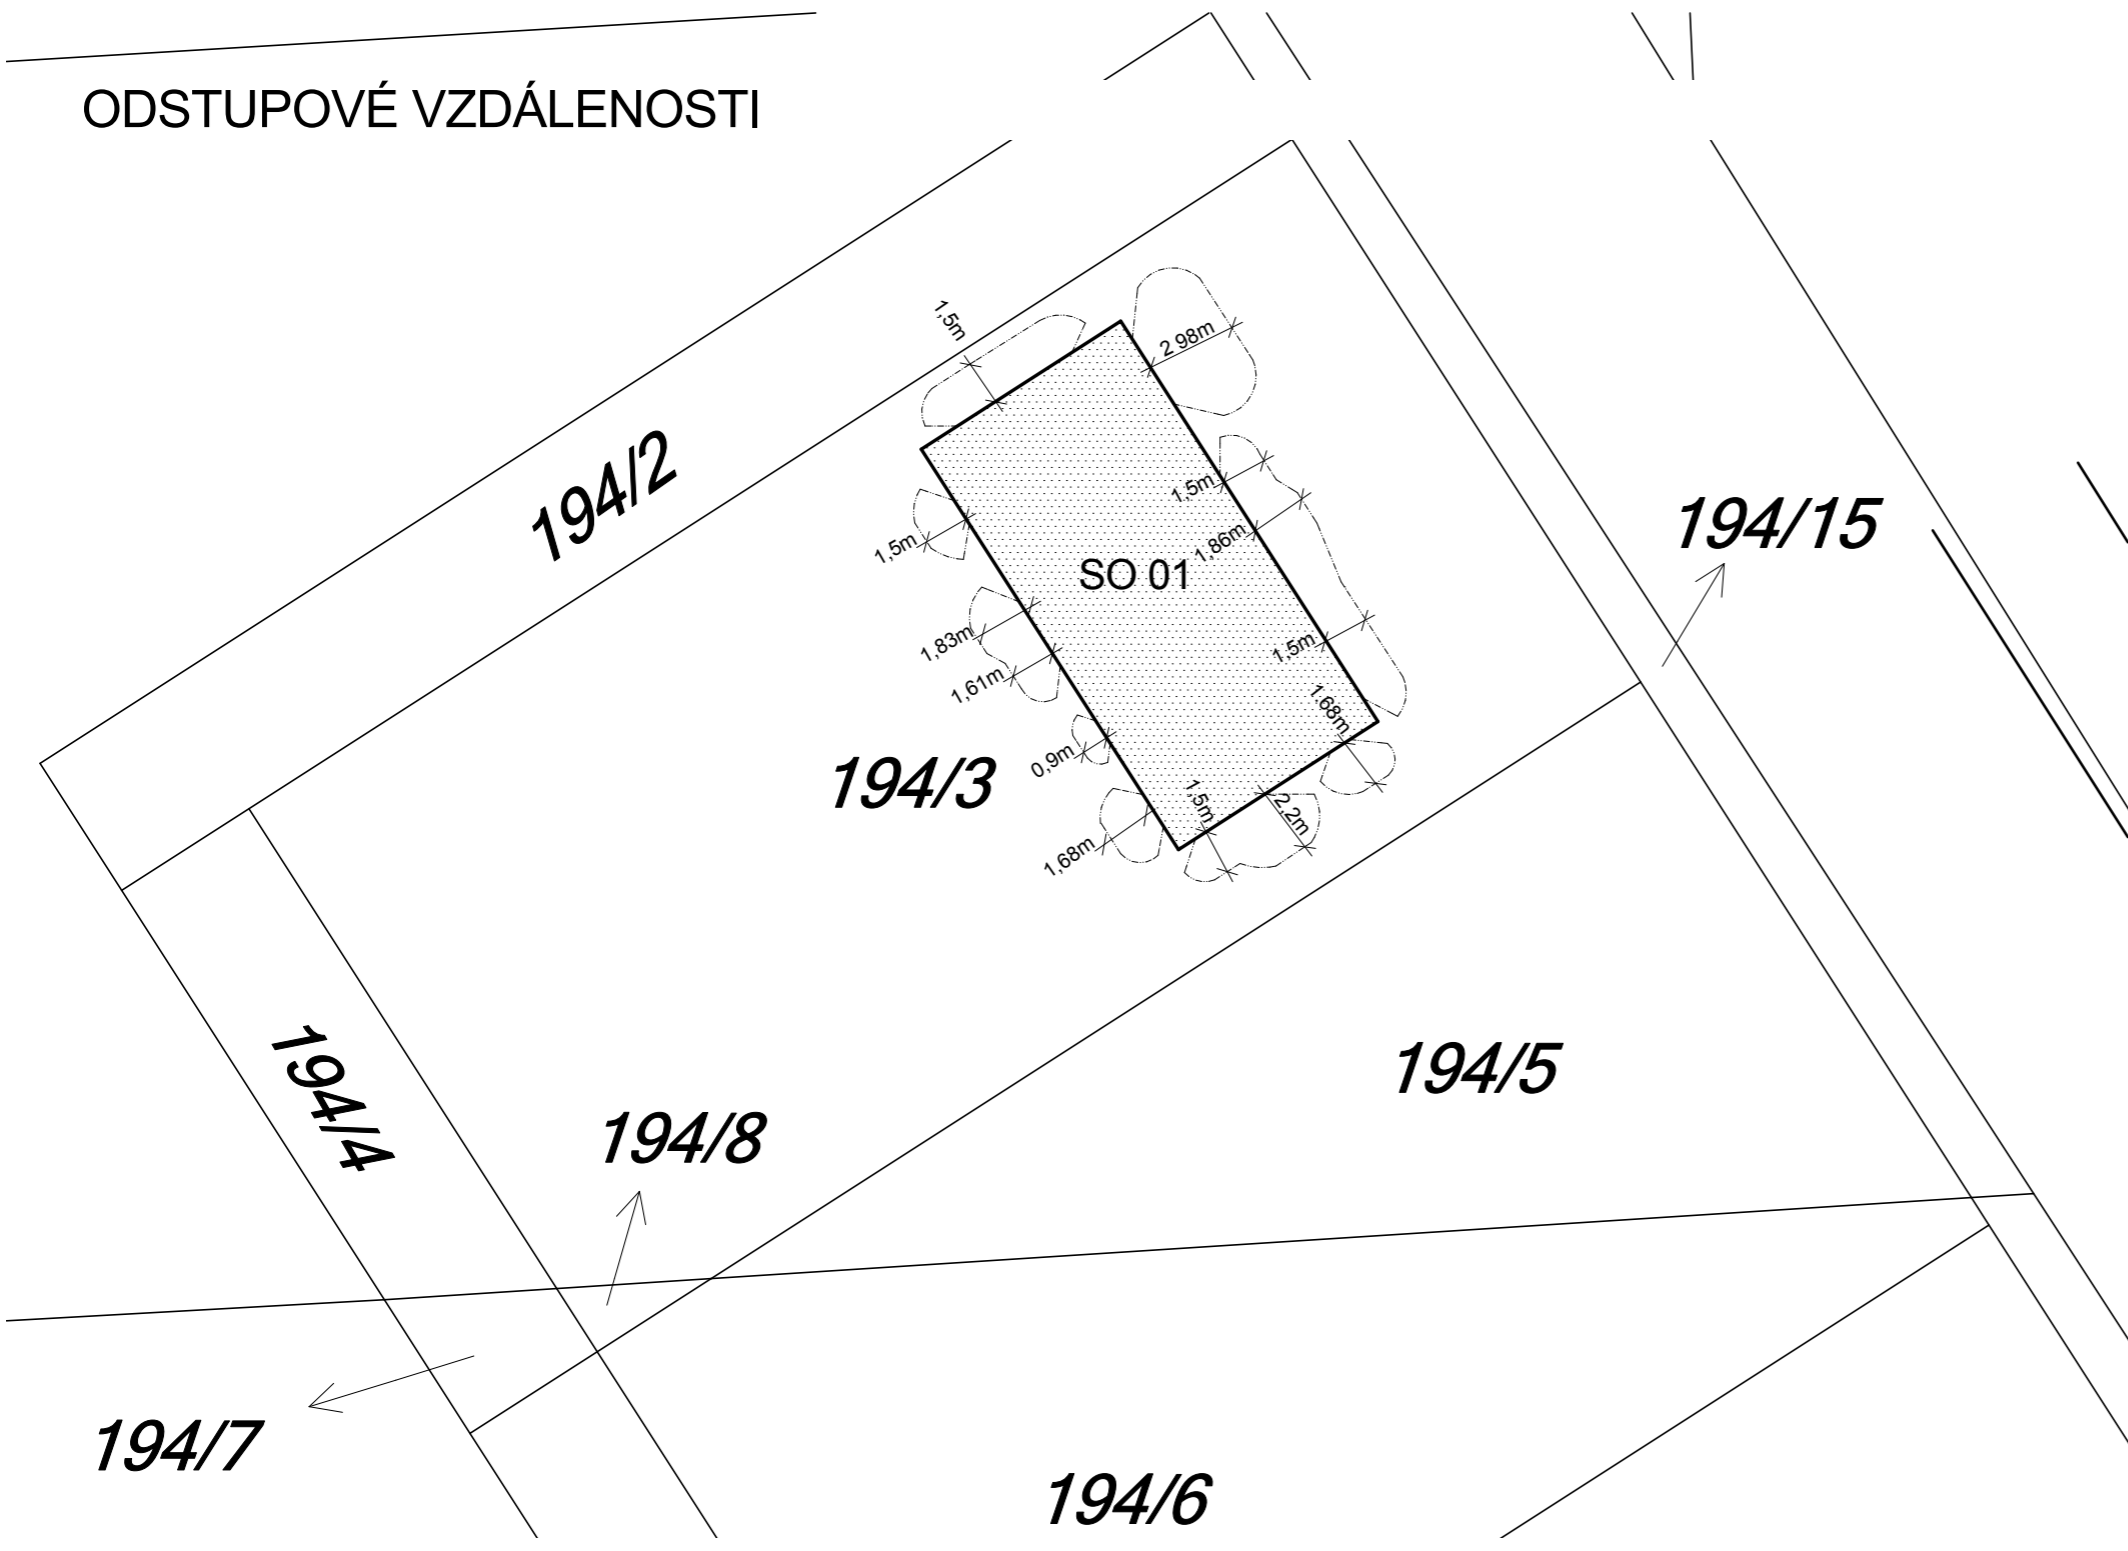 ODSTUPOVÉ VZDÁLENOSTI
1,5m
2.98m
194/2
1,5m
194/15
1,86m
1,5m
SO 01
1,83m
1,5m
1,61m
1.68m
0,9m
194/3
1,5m
2,2m
1,68m
194/4
194/5
194/8
194/7
194/6